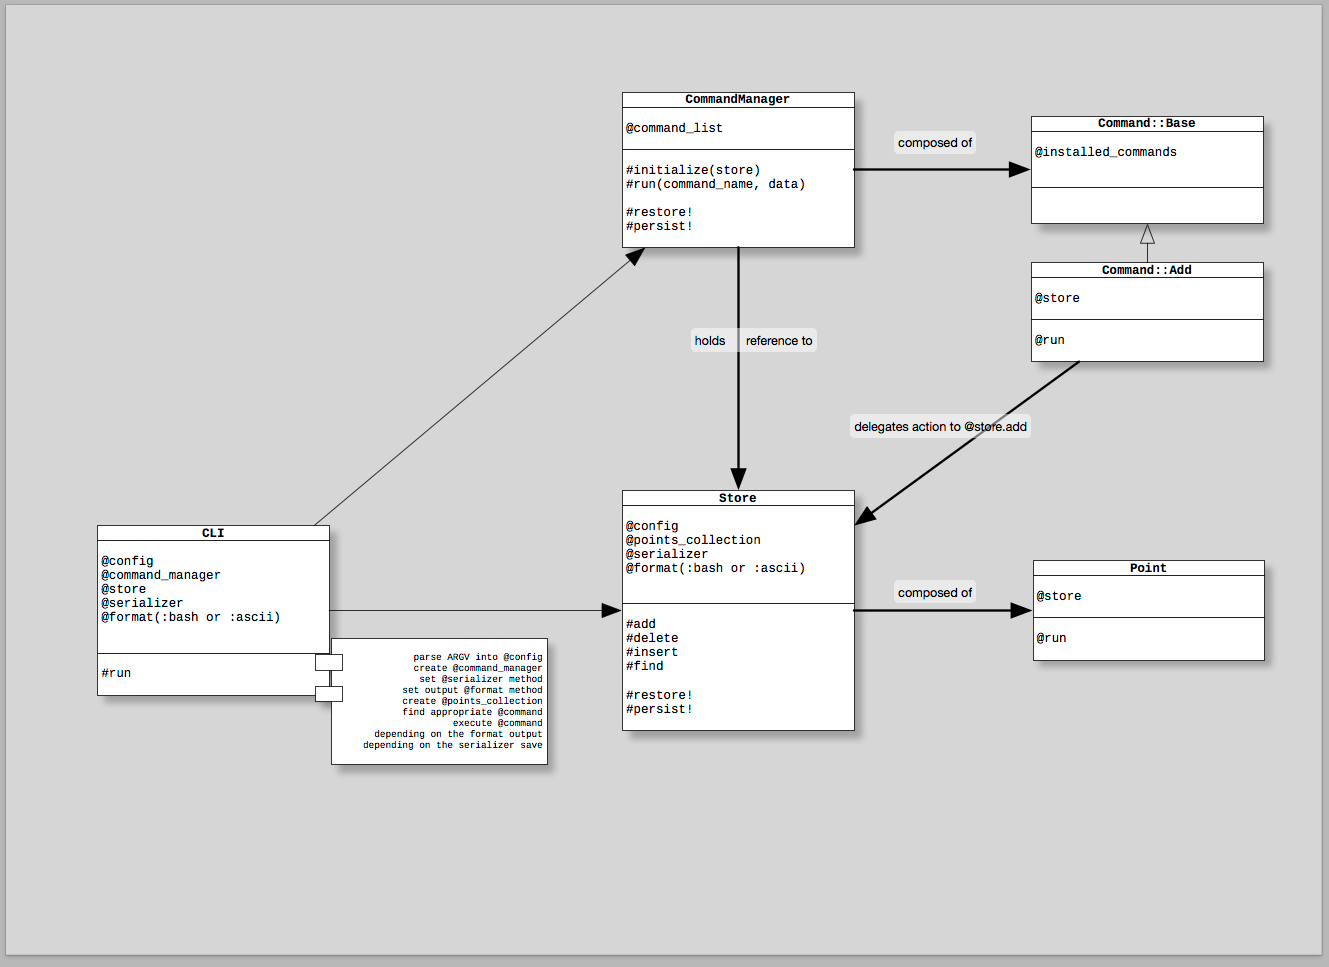 CommandManager
@command_list
#initialize(store)
#run(command_name, data)
#restore!
#persist!
composed of
Command::Base
@installed_commands
Command::Add
@store
@run
holds reference to
delegates action to @store.add
CLI
@config
@command_manager
@store
@serializer
@format(:bash or :ascii)
#run
parse ARGV into @config
create @command_manager
set @serializer method
set output @format method
create @points_collection
find appropriate @command
execute @command
depending on the format output
depending on the serializer save
Store
@config
@points_collection
@serializer
@format(:bash or :ascii)
#add
#delete
#insert
#find
#restore!
#persist!
composed of
Point
@store
@run